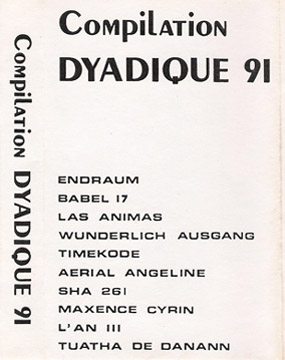 Compilation DYADIQUE 91
Compilation
DYADIQUE 91
ENDRAUM
BABEL 17
LAS ANIMAS
WUNDERLICH AUSGANG
TIMEKODE
AERIAL ANGELINE
SHA 261
MAXENCE CYRIN
L'AN III
TUATHA DE DANANN